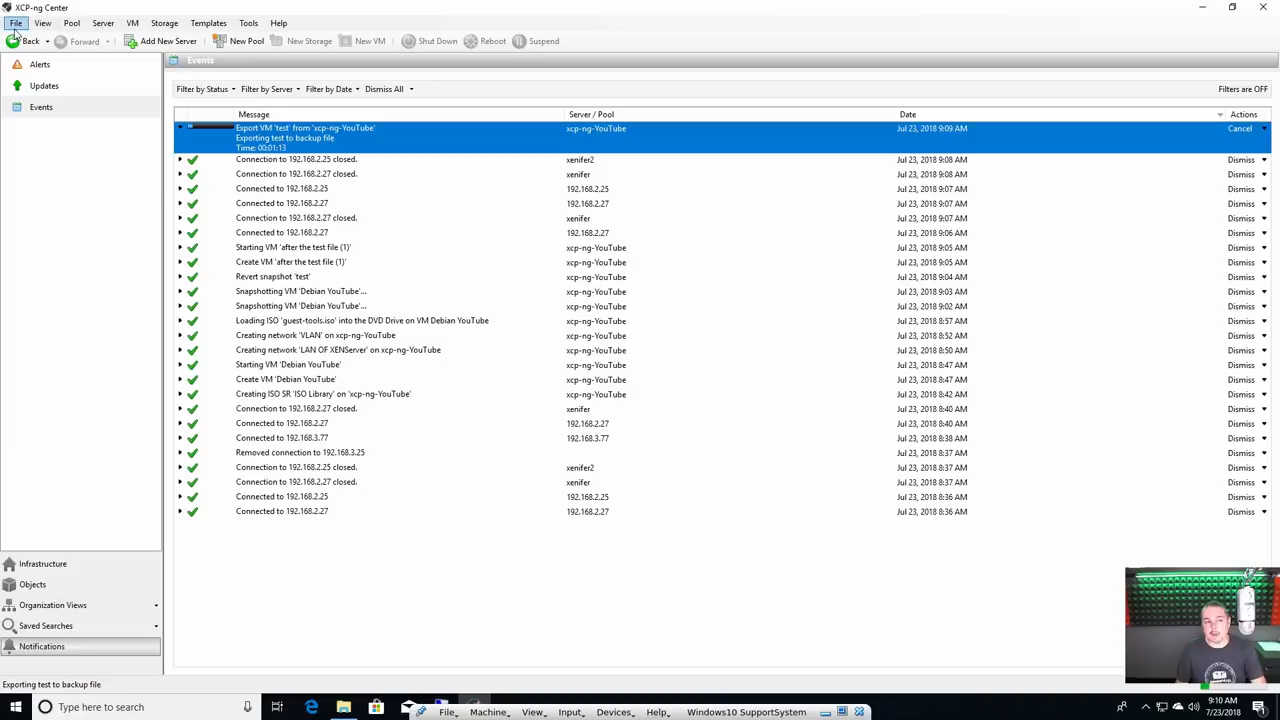 XCP-ng Center
File View Pool Server VM Storage Templates Tools Help
Back Forward Add New Server New Pool New Storage New VM Shut Down Reboot Suspend
Alerts
Updates
Events
Events
Filter by Status Filter by Server Filter by Date Dismiss All Filters are OFF
Message Server / Pool Date Actions
Export VM 'test' from 'xcp-ng-YouTube' xcp-ng-YouTube Jul 23, 2018 9:09 AM Cancel
Exporting test to backup file
Time: 00:01:13
Connection to 192.168.2.25 closed. xenifer2 Jul 23, 2018 9:08 AM Dismiss
Connection to 192.168.2.27 closed. xenifer Jul 23, 2018 9:08 AM Dismiss
Connected to 192.168.2.25 192.168.2.25 Jul 23, 2018 9:07 AM Dismiss
Connected to 192.168.2.27 192.168.2.27 Jul 23, 2018 9:07 AM Dismiss
Connection to 192.168.2.27 closed. xenifer Jul 23, 2018 9:07 AM Dismiss
Connected to 192.168.2.27 192.168.2.27 Jul 23, 2018 9:06 AM Dismiss
Starting VM 'after the test file (1)' xcp-ng-YouTube Jul 23, 2018 9:05 AM Dismiss
Create VM 'after the test file (1)' xcp-ng-YouTube Jul 23, 2018 9:05 AM Dismiss
Revert snapshot 'test' xcp-ng-YouTube Jul 23, 2018 9:04 AM Dismiss
Snapshotting VM 'Debian YouTube'... xcp-ng-YouTube Jul 23, 2018 9:03 AM Dismiss
Snapshotting VM 'Debian YouTube'... xcp-ng-YouTube Jul 23, 2018 9:02 AM Dismiss
Loading ISO 'guest-tools.iso' into the DVD Drive on VM Debian YouTube xcp-ng-YouTube Jul 23, 2018 8:57 AM Dismiss
Creating network 'VLAN' on xcp-ng-YouTube xcp-ng-YouTube Jul 23, 2018 8:52 AM Dismiss
Creating network 'LAN OF XENServer' on xcp-ng-YouTube xcp-ng-YouTube Jul 23, 2018 8:50 AM Dismiss
Starting VM 'Debian YouTube' xcp-ng-YouTube Jul 23, 2018 8:47 AM Dismiss
Create VM 'Debian YouTube' xcp-ng-YouTube Jul 23, 2018 8:47 AM Dismiss
Creating ISO SR 'ISO Library' on 'xcp-ng-YouTube' xcp-ng-YouTube Jul 23, 2018 8:42 AM Dismiss
Connection to 192.168.2.27 closed. xenifer Jul 23, 2018 8:40 AM Dismiss
Connected to 192.168.2.27 192.168.2.27 Jul 23, 2018 8:40 AM Dismiss
Connected to 192.168.3.77 192.168.3.77 Jul 23, 2018 8:38 AM Dismiss
Removed connection to 192.168.3.25 Jul 23, 2018 8:37 AM Dismiss
Connection to 192.168.2.25 closed. xenifer2 Jul 23, 2018 8:37 AM Dismiss
Connection to 192.168.2.27 closed. xenifer Jul 23, 2018 8:37 AM Dismiss
Connected to 192.168.2.25 192.168.2.25 Jul 23, 2018 8:36 AM Dismiss
Connected to 192.168.2.27 192.168.2.27 Jul 23, 2018 8:36 AM Dismiss
Infrastructure
Objects
Organization Views
Saved Searches
Notifications
Exporting test to backup file
Type here to search
File Machine View Input Devices Help Windows10 SupportSystem
9:10 AM
7/23/2018